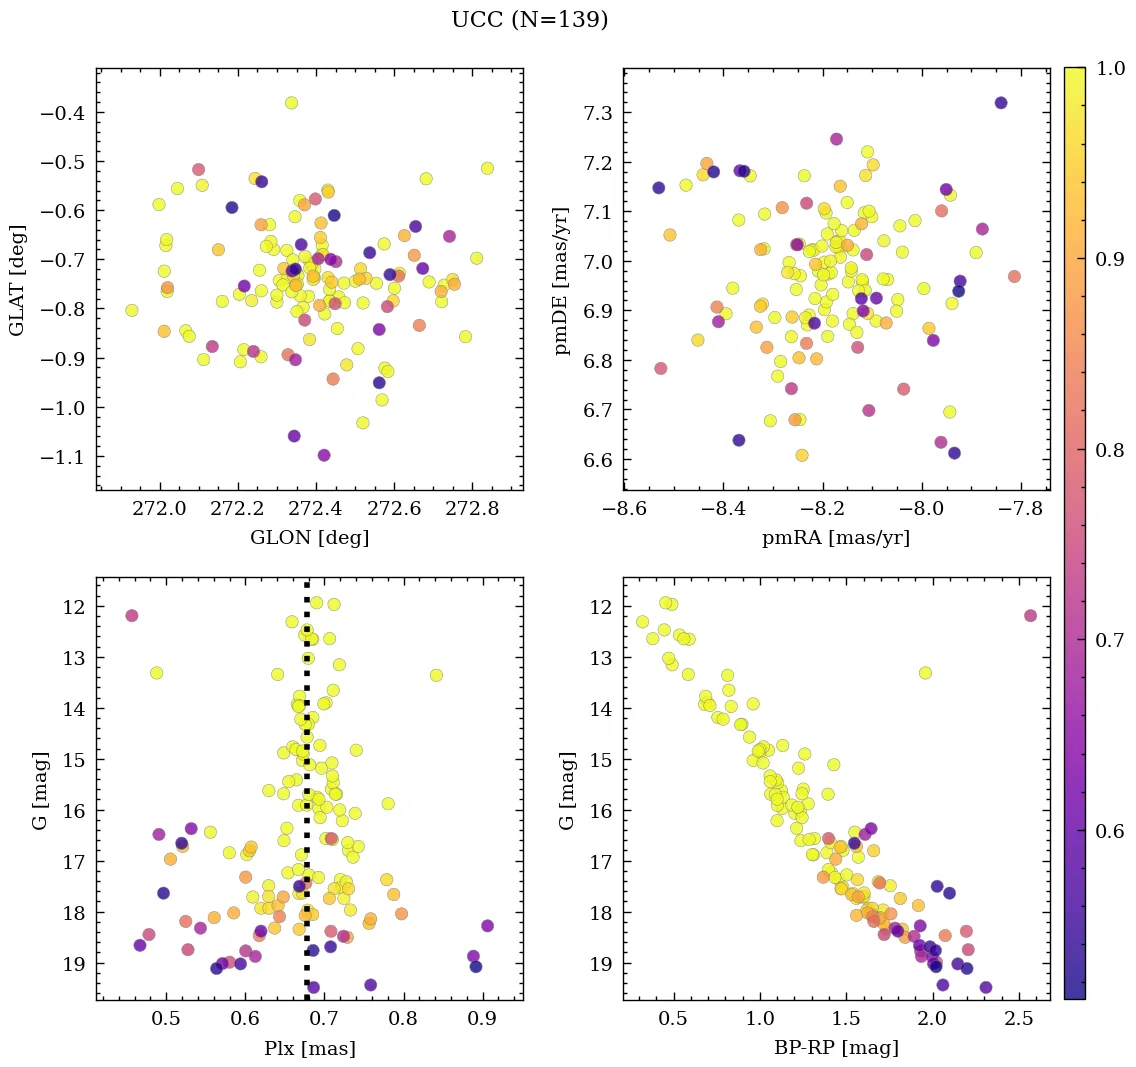 UCC (N=139)
−0.4
−0.5
−0.6
−0.7
−0.8
−0.9
−1.0
−1.1
GLAT [deg]
272.0 272.2 272.4 272.6 272.8
GLON [deg]
7.3
7.2
7.1
7.0
6.9
6.8
6.7
6.6
pmDE [mas/yr]
−8.6 −8.4 −8.2 −8.0 −7.8
pmRA [mas/yr]
12
13
14
15
16
17
18
19
G [mag]
0.5 0.6 0.7 0.8 0.9
Plx [mas]
12
13
14
15
16
17
18
19
G [mag]
0.5 1.0 1.5 2.0 2.5
BP-RP [mag]
1.0
0.9
0.8
0.7
0.6